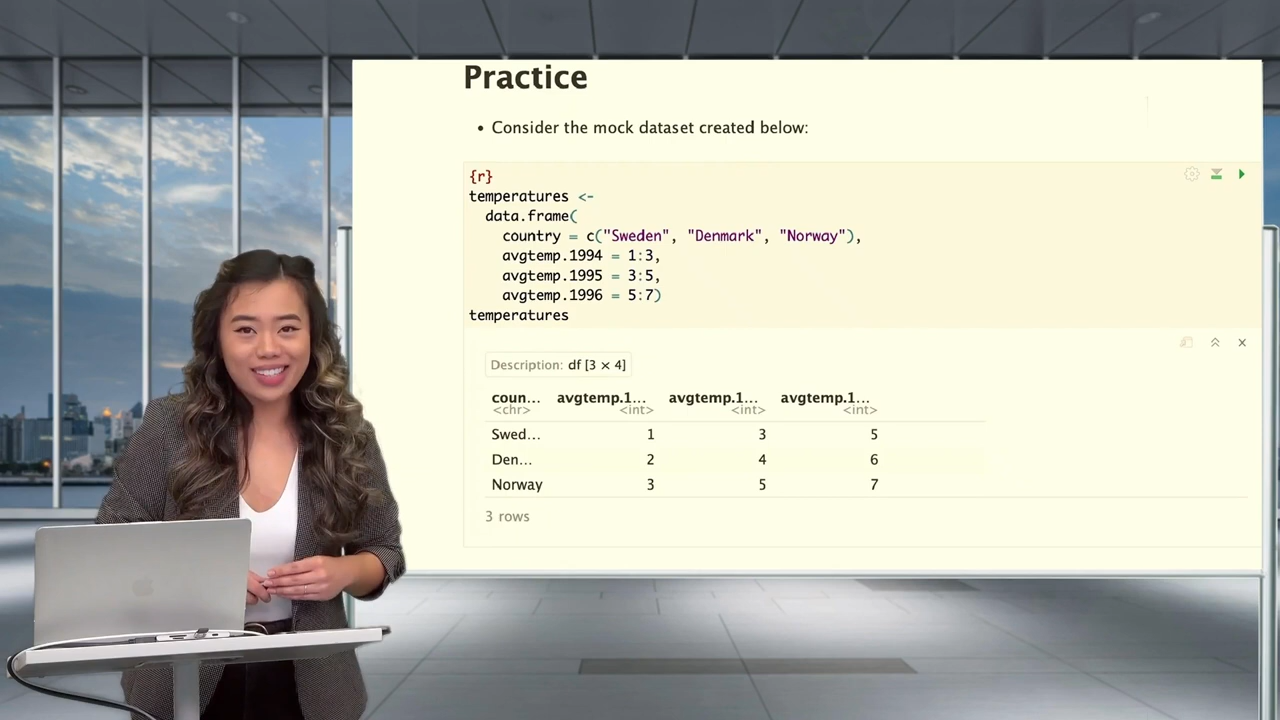 Practice
• Consider the mock dataset created below:
{r}
temperatures <-
data.frame(
country = c("Sweden", "Denmark", "Norway"),
avgtemp.1994 = 1:3,
avgtemp.1995 = 3:5,
avgtemp.1996 = 5:7)
temperatures
Description: df [3 × 4]
coun... avgtemp.1... avgtemp.1... avgtemp.1...
<chr> <int> <int> <int>
Swed... 1 3 5
Den... 2 4 6
Norway 3 5 7
3 rows